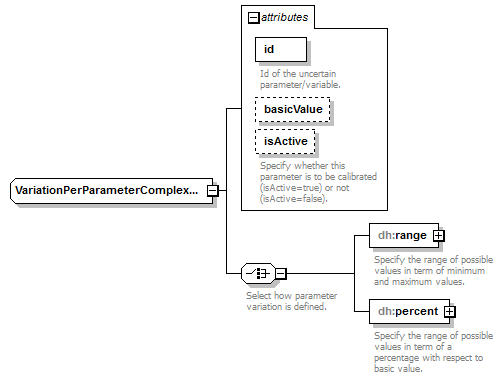 attributes
id
Id of the uncertain
parameter/variable.
basicValue
isActive
Specify whether this
parameter is to be calibrated
(isActive=true) or not
(isActive=false).
VariationPerParameterComplex...
Select how parameter
variation is defined.
dh:range
Specify the range of possible
values in term of minimum
and maximum values.
dh:percent
Specify the range of possible
values in term of a
percentage with respect to
basic value.